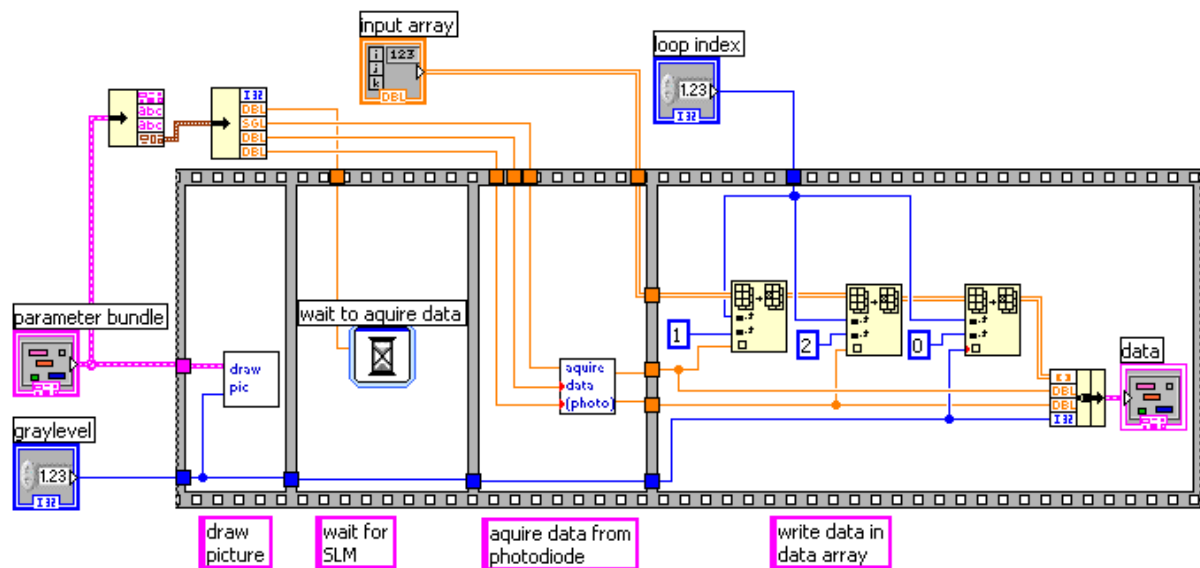 input array
i
j
k
123
DBL
loop index
1.23
I32
abc
abc
I32
DBL
SGL
DBL
DBL
parameter bundle
draw
pic
wait to aquire data
aquire
data
(photo)
1
2
0
data
DBL
DBL
I32
graylevel
1.23
I32
draw
picture
wait for
SLM
aquire data from
photodiode
write data in
data array